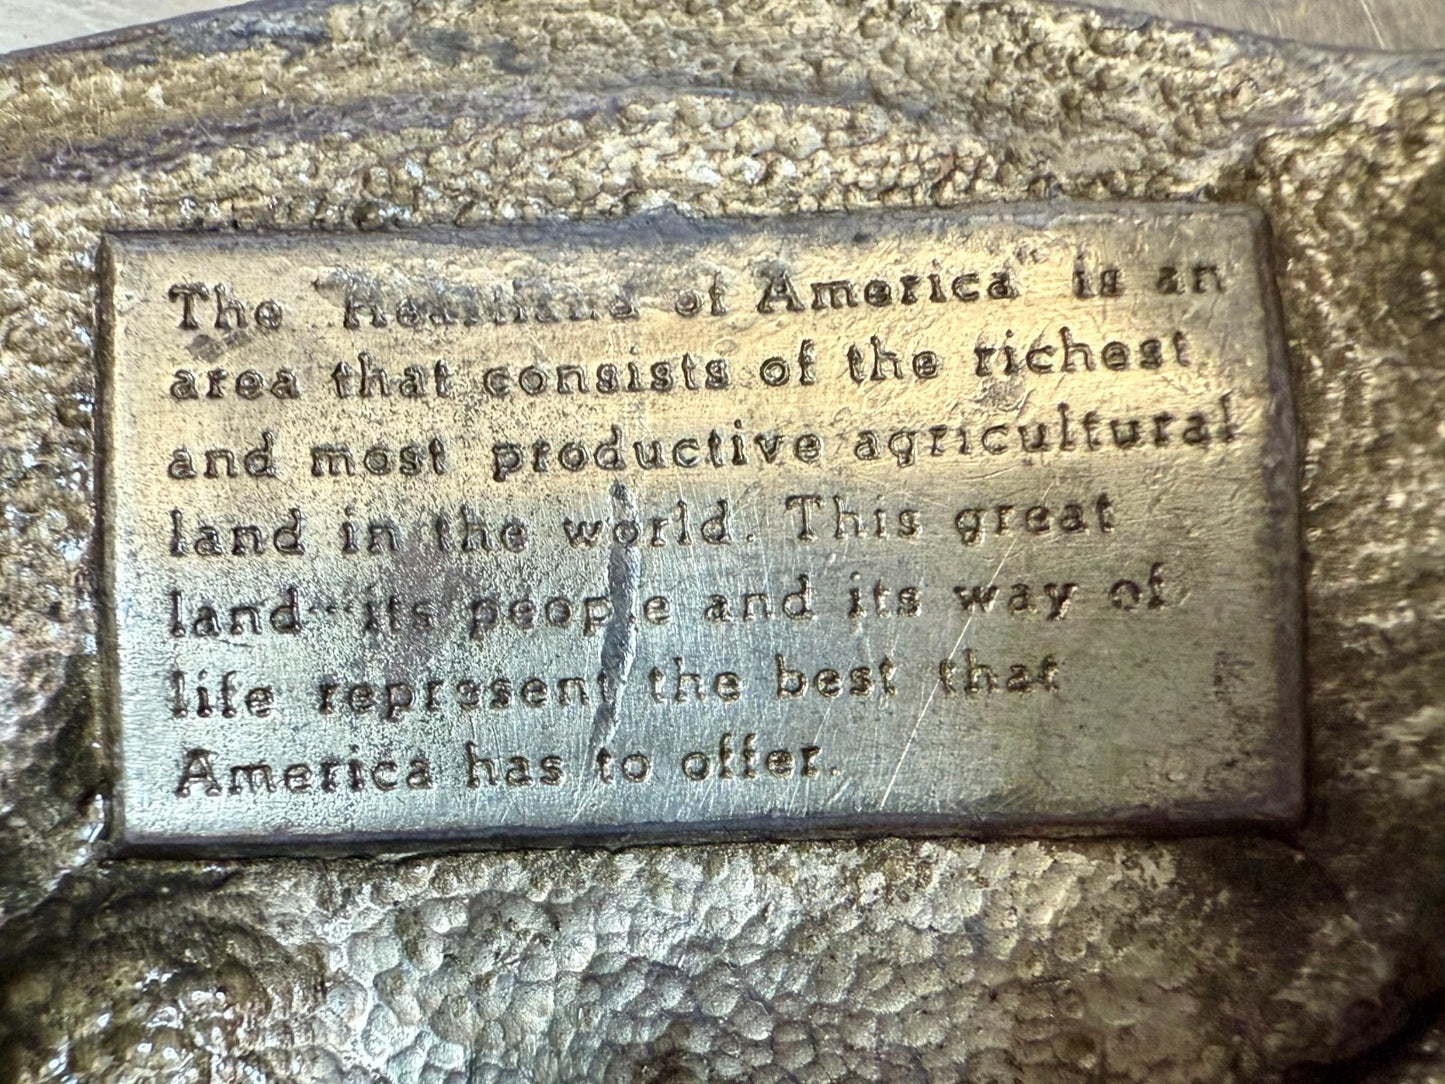 The "Heartland of America" is an
area that consists of the richest
and most productive agricultural
land in the world. This great
land--its people and its way of
life represent the best that
America has to offer.